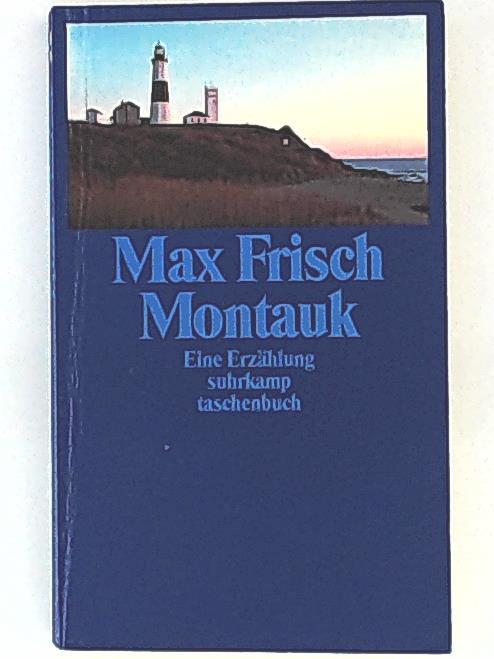 Max Frisch
Montauk
Eine Erzählung
suhrkamp
taschenbuch